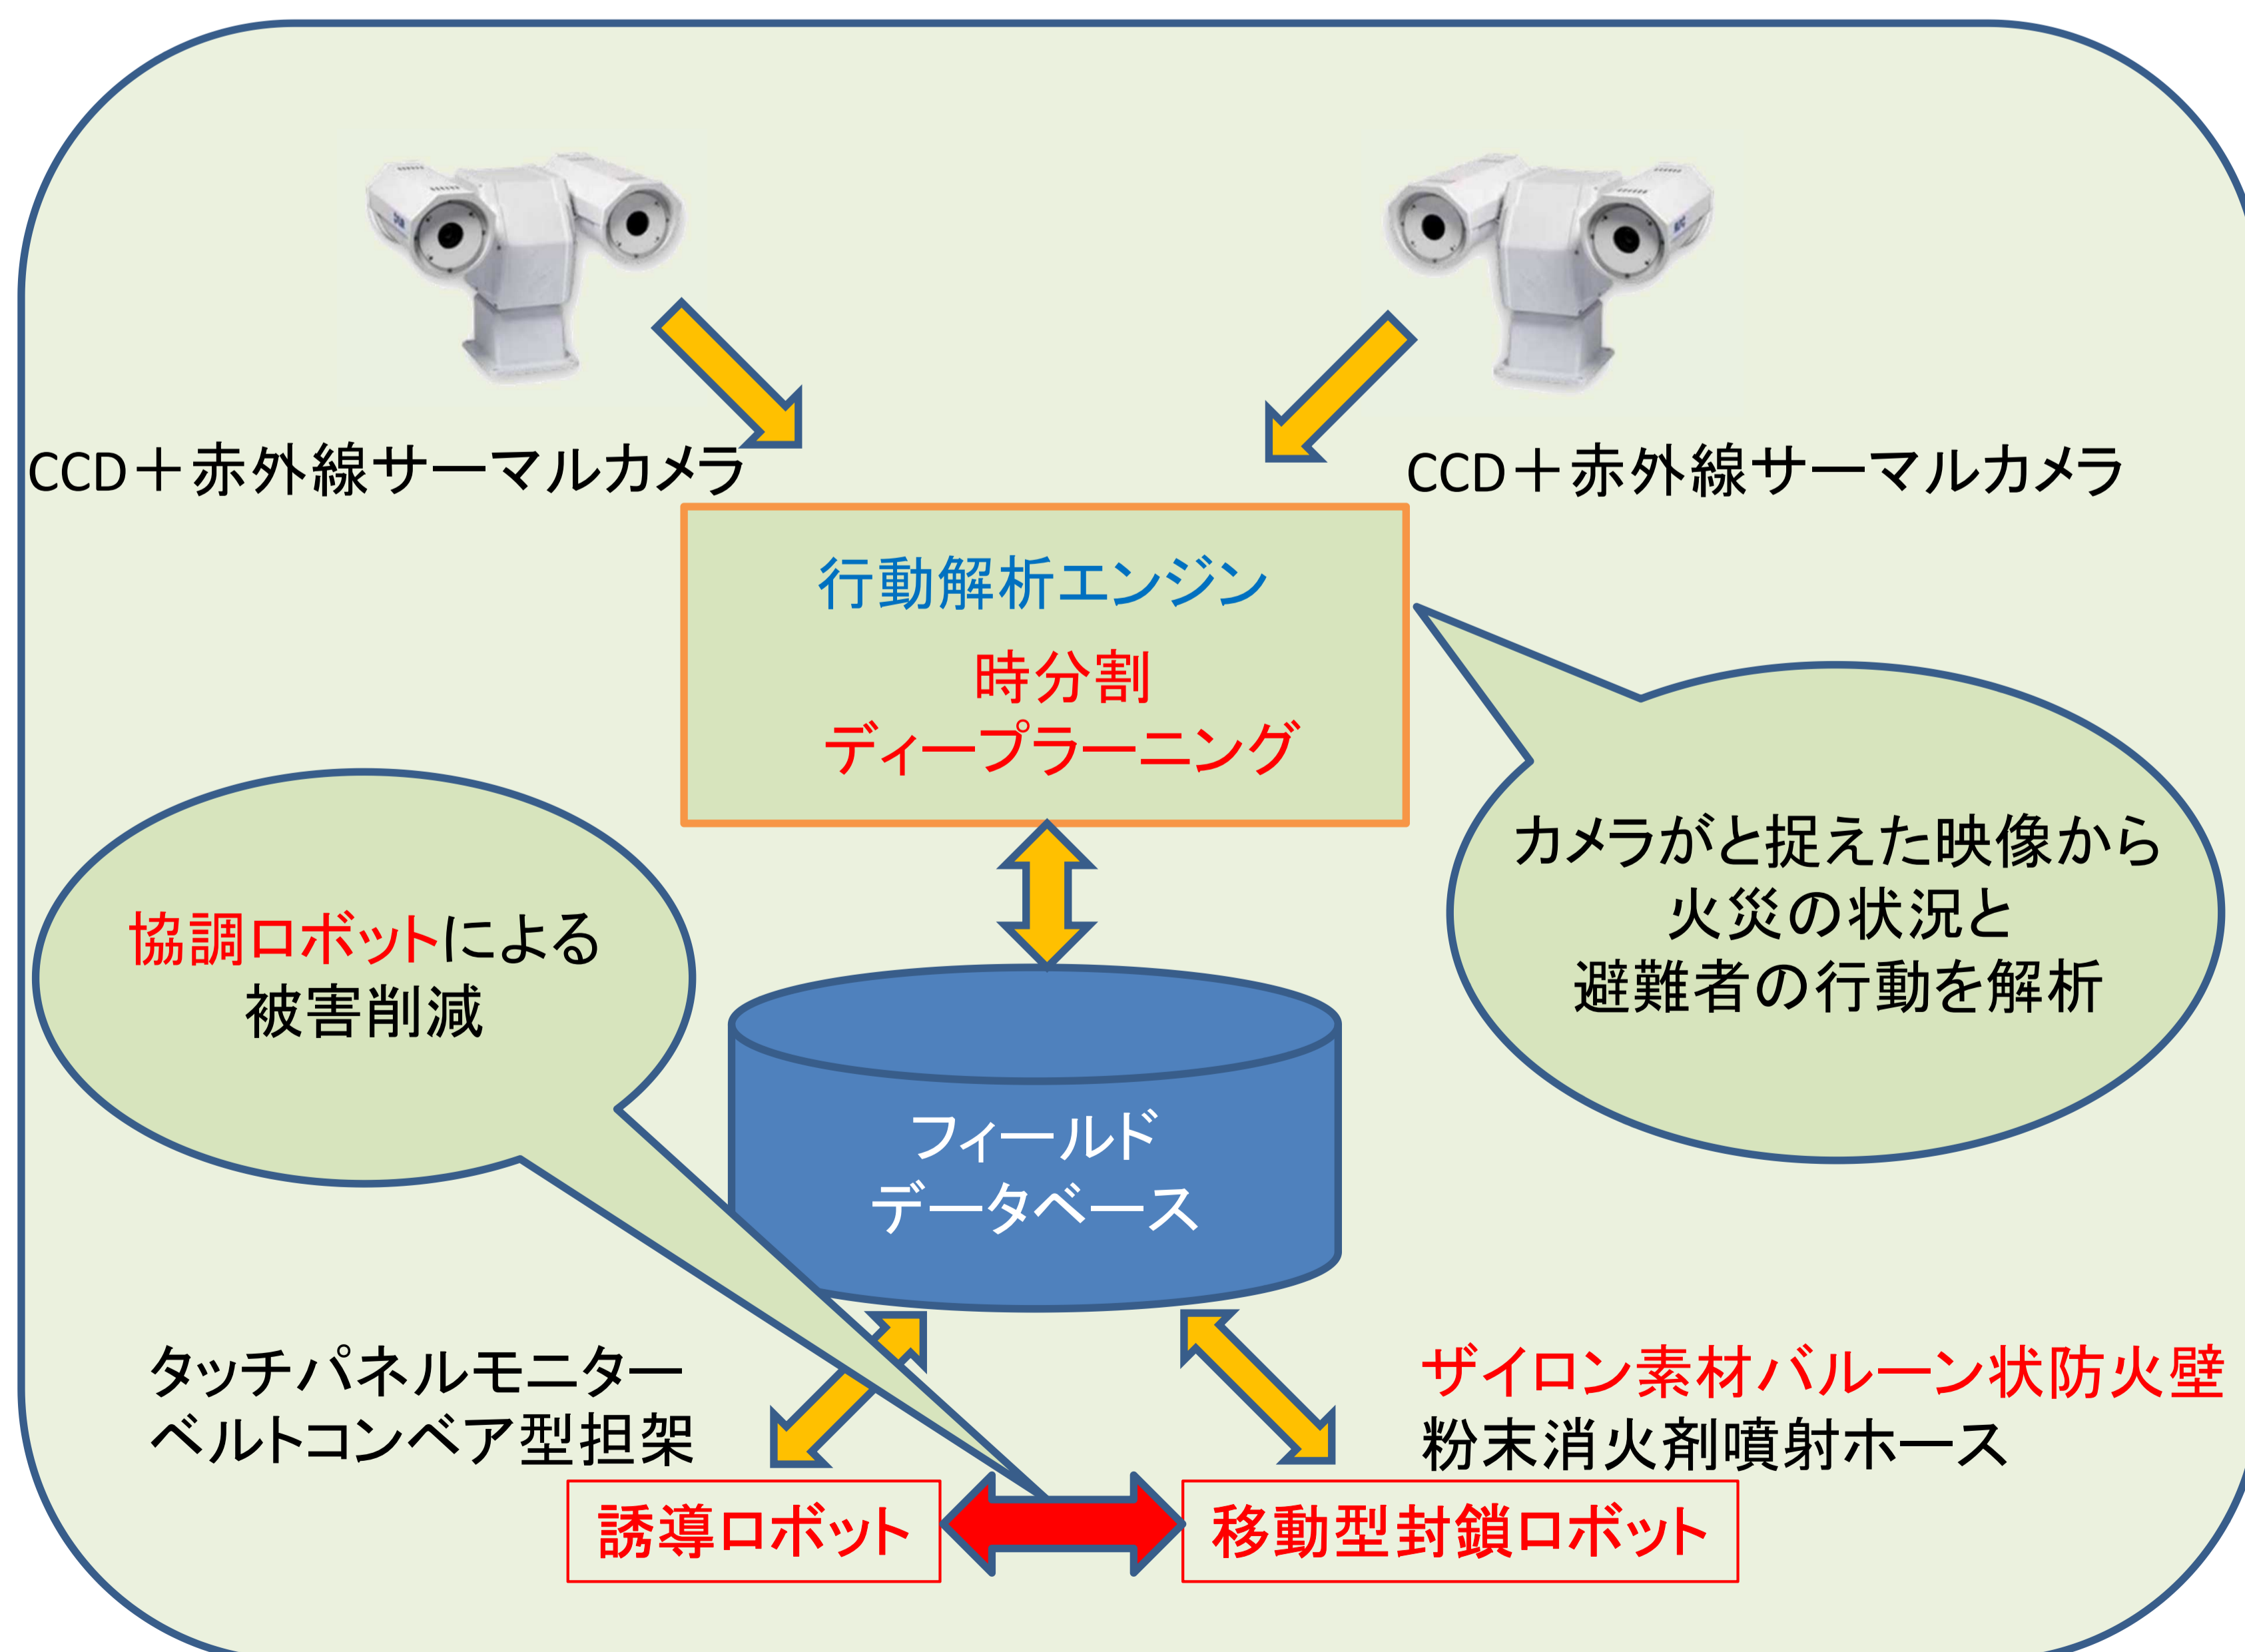 CCD＋赤外線サーマルカメラ
CCD＋赤外線サーマルカメラ
行動解析エンジン
時分割
ディープラーニング
カメラがと捉えた映像から
火災の状況と
避難者の行動を解析
協調ロボットによる
被害削減
フィールド
データベース
タッチパネルモニター
ベルトコンベア型担架
ザイロン素材バルーン状防火壁
粉末消火剤噴射ホース
誘導ロボット
移動型封鎖ロボット